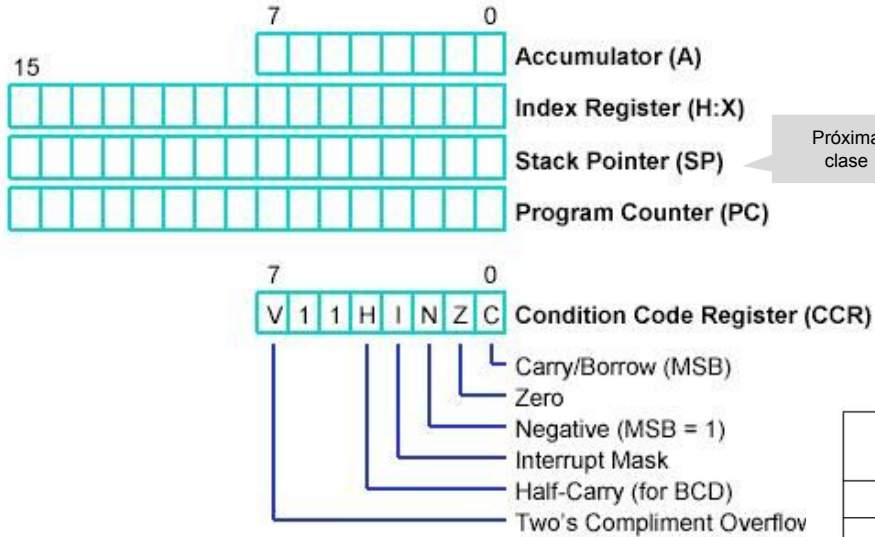 7 0
Accumulator (A)
15
Index Register (H:X)
Próxima
clase
Stack Pointer (SP)
Program Counter (PC)
7 0
V 1 1 H I N Z C Condition Code Register (CCR)
Carry/Borrow (MSB)
Zero
Negative (MSB = 1)
Interrupt Mask
Half-Carry (for BCD)
Two's Compliment